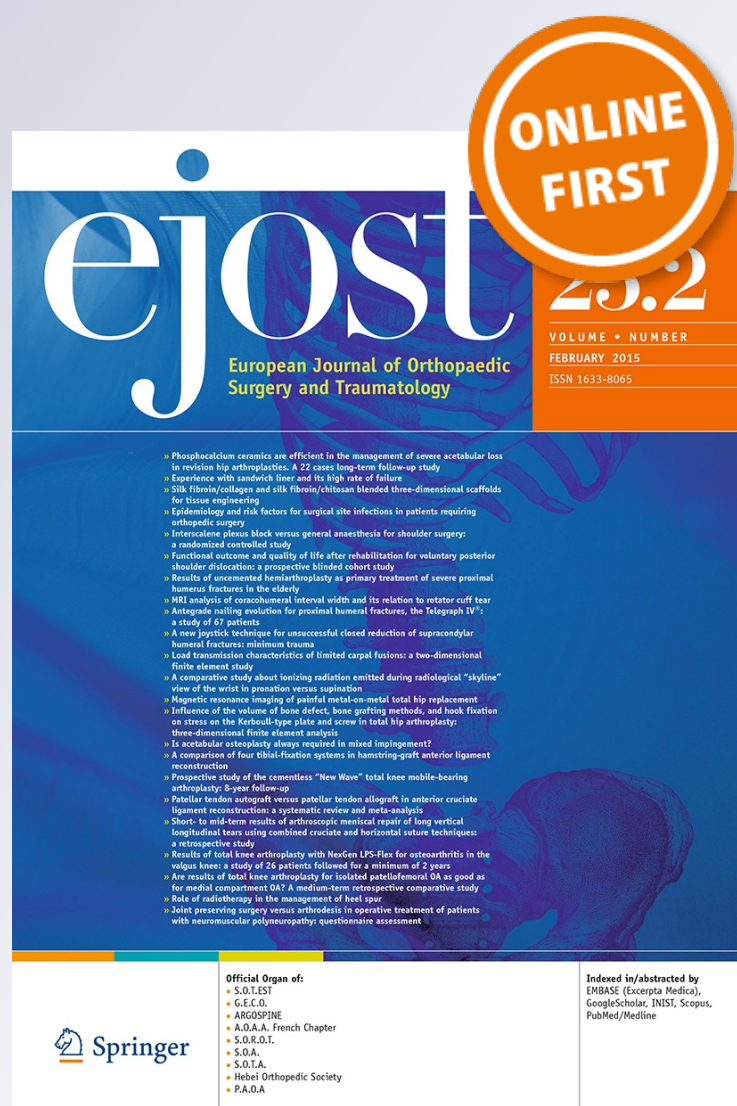 ONLINE
FIRST
ejost
25.2
European Journal of Orthopaedic
Surgery and Traumatology
VOLUME • NUMBER
FEBRUARY 2015
ISSN 1633-8065
» Phosphocalcium ceramics are efficient in the management of severe acetabular loss
in revision hip arthroplasties. A 22 cases long-term follow-up study
» Experience with sandwich liner and its high rate of failure
» Silk fibroin/collagen and silk fibroin/chitosan blended three-dimensional scaffolds
for tissue engineering
» Epidemiology and risk factors for surgical site infections in patients requiring
orthopedic surgery
» Interscalene plexus block versus general anaesthesia for shoulder surgery:
a randomized controlled study
» Functional outcome and quality of life after rehabilitation for voluntary posterior
shoulder dislocation: a prospective blinded cohort study
» Results of uncemented hemiarthroplasty as primary treatment of severe proximal
humerus fractures in the elderly
» MRI analysis of coracohumeral interval width and its relation to rotator cuff tear
» Antegrade nailing evolution for proximal humeral fractures, the Telegraph IV®:
a study of 67 patients
» A new joystick technique for unsuccessful closed reduction of supracondylar
humeral fractures: minimum trauma
» Load transmission characteristics of limited carpal fusions: a two-dimensional
finite element study
» A comparative study about ionizing radiation emitted during radiological "skyline"
view of the wrist in pronation versus supination
» Magnetic resonance imaging of painful metal-on-metal total hip replacement
» Influence of the volume of bone defect, bone grafting methods, and hook fixation
on stress on the Kerboull-type plate and screw in total hip arthroplasty:
three-dimensional finite element analysis
» Is acetabular osteoplasty always required in mixed impingement?
» A comparison of four tibial-fixation systems in hamstring-graft anterior ligament
reconstruction
» Prospective study of the cementless "New Wave" total knee mobile-bearing
arthroplasty: 8-year follow-up
» Patellar tendon autograft versus patellar tendon allograft in anterior cruciate
ligament reconstruction: a systematic review and meta-analysis
» Short- to mid-term results of arthroscopic meniscal repair of long vertical
longitudinal tears using combined cruciate and horizontal suture techniques:
a retrospective study
» Results of total knee arthroplasty with NexGen LPS-Flex for osteoarthritis in the
valgus knee: a study of 26 patients followed for a minimum of 2 years
» Are results of total knee arthroplasty for isolated patellofemoral OA as good as
for medial compartment OA? A medium-term retrospective comparative study
» Role of radiotherapy in the management of heel spur
» Joint preserving surgery versus arthrodesis in operative treatment of patients
with neuromuscular polyneuropathy: questionnaire assessment
Springer
Official Organ of:
• S.O.T.EST
• G.E.C.O.
• ARGOSPINE
• A.O.A.A. French Chapter
• S.O.R.O.T.
• S.O.A.
• S.O.T.A.
• Hebei Orthopedic Society
• P.A.O.A
Indexed in/abstracted by
EMBASE (Excerpta Medica),
GoogleScholar, INIST, Scopus,
PubMed/Medline